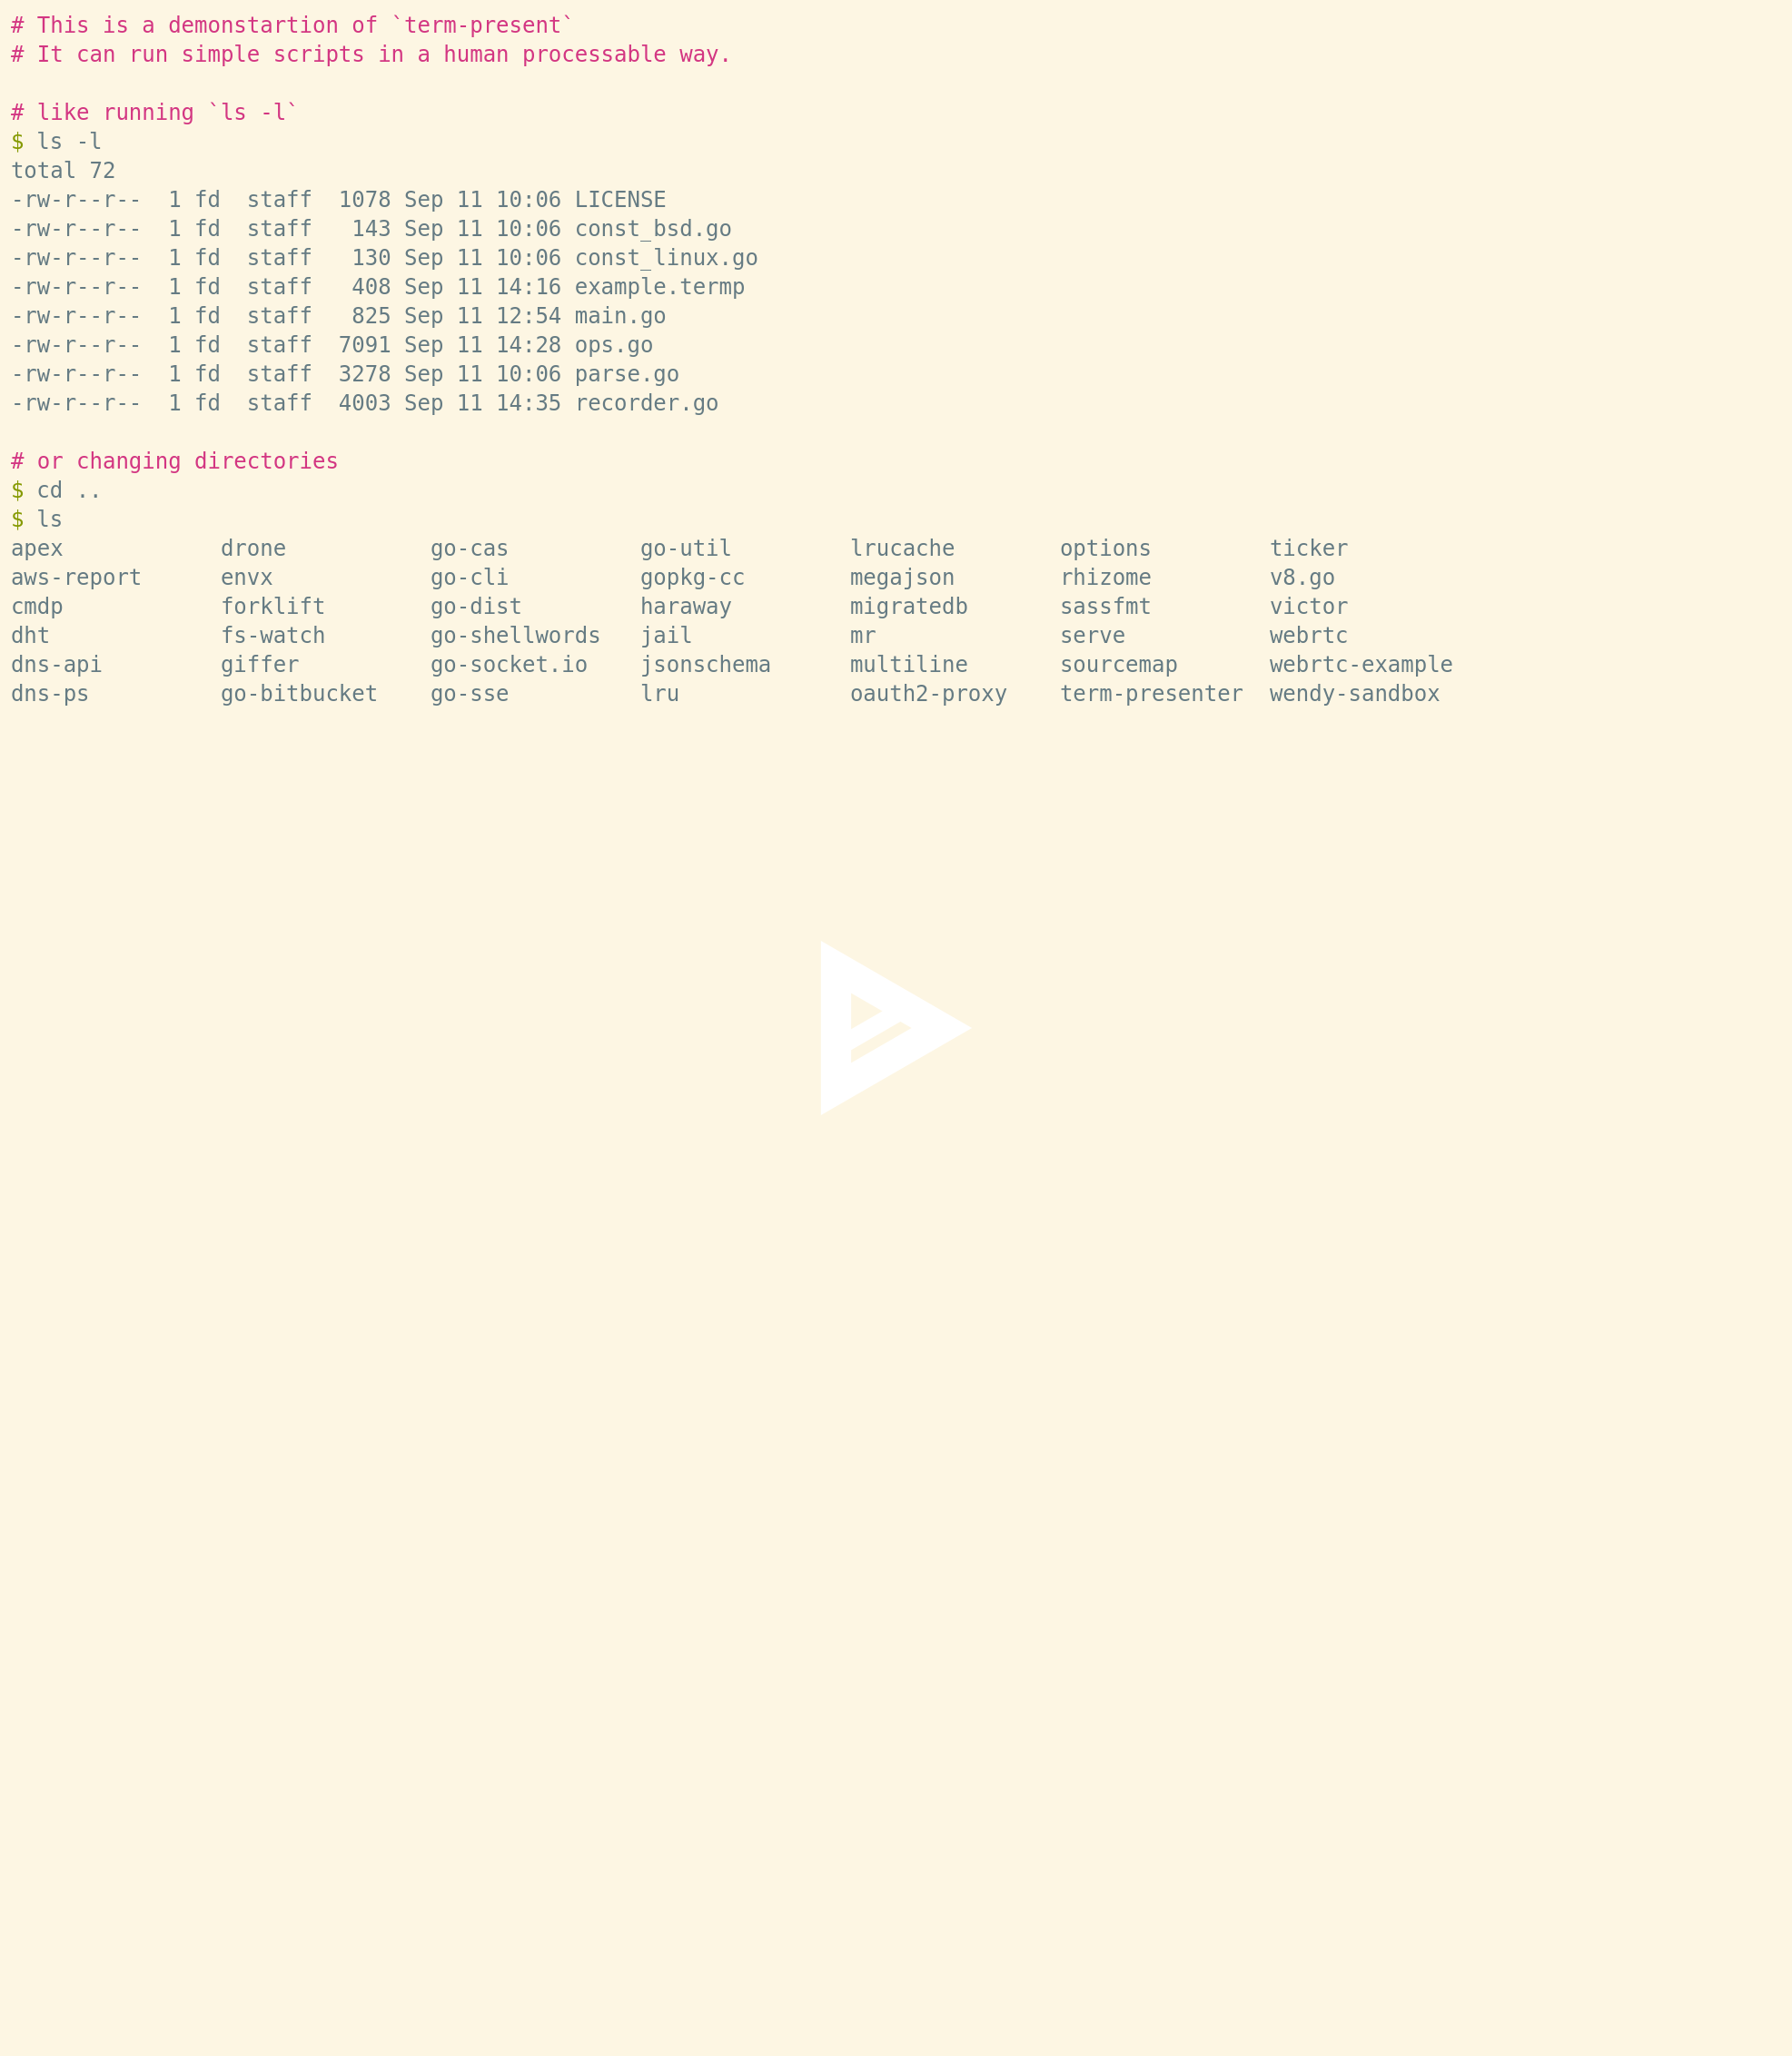 # This is a demonstartion of `term-present`
# It can run simple scripts in a human processable way.

# like running `ls -l`
$ ls -l
total 72
-rw-r--r--  1 fd  staff  1078 Sep 11 10:06 LICENSE
-rw-r--r--  1 fd  staff   143 Sep 11 10:06 const_bsd.go
-rw-r--r--  1 fd  staff   130 Sep 11 10:06 const_linux.go
-rw-r--r--  1 fd  staff   408 Sep 11 14:16 example.termp
-rw-r--r--  1 fd  staff   825 Sep 11 12:54 main.go
-rw-r--r--  1 fd  staff  7091 Sep 11 14:28 ops.go
-rw-r--r--  1 fd  staff  3278 Sep 11 10:06 parse.go
-rw-r--r--  1 fd  staff  4003 Sep 11 14:35 recorder.go

# or changing directories
$ cd ..
$ ls
apex            drone           go-cas          go-util         lrucache        options         ticker
aws-report      envx            go-cli          gopkg-cc        megajson        rhizome         v8.go
cmdp            forklift        go-dist         haraway         migratedb       sassfmt         victor
dht             fs-watch        go-shellwords   jail            mr              serve           webrtc
dns-api         giffer          go-socket.io    jsonschema      multiline       sourcemap       webrtc-example
dns-ps          go-bitbucket    go-sse          lru             oauth2-proxy    term-presenter  wendy-sandbox